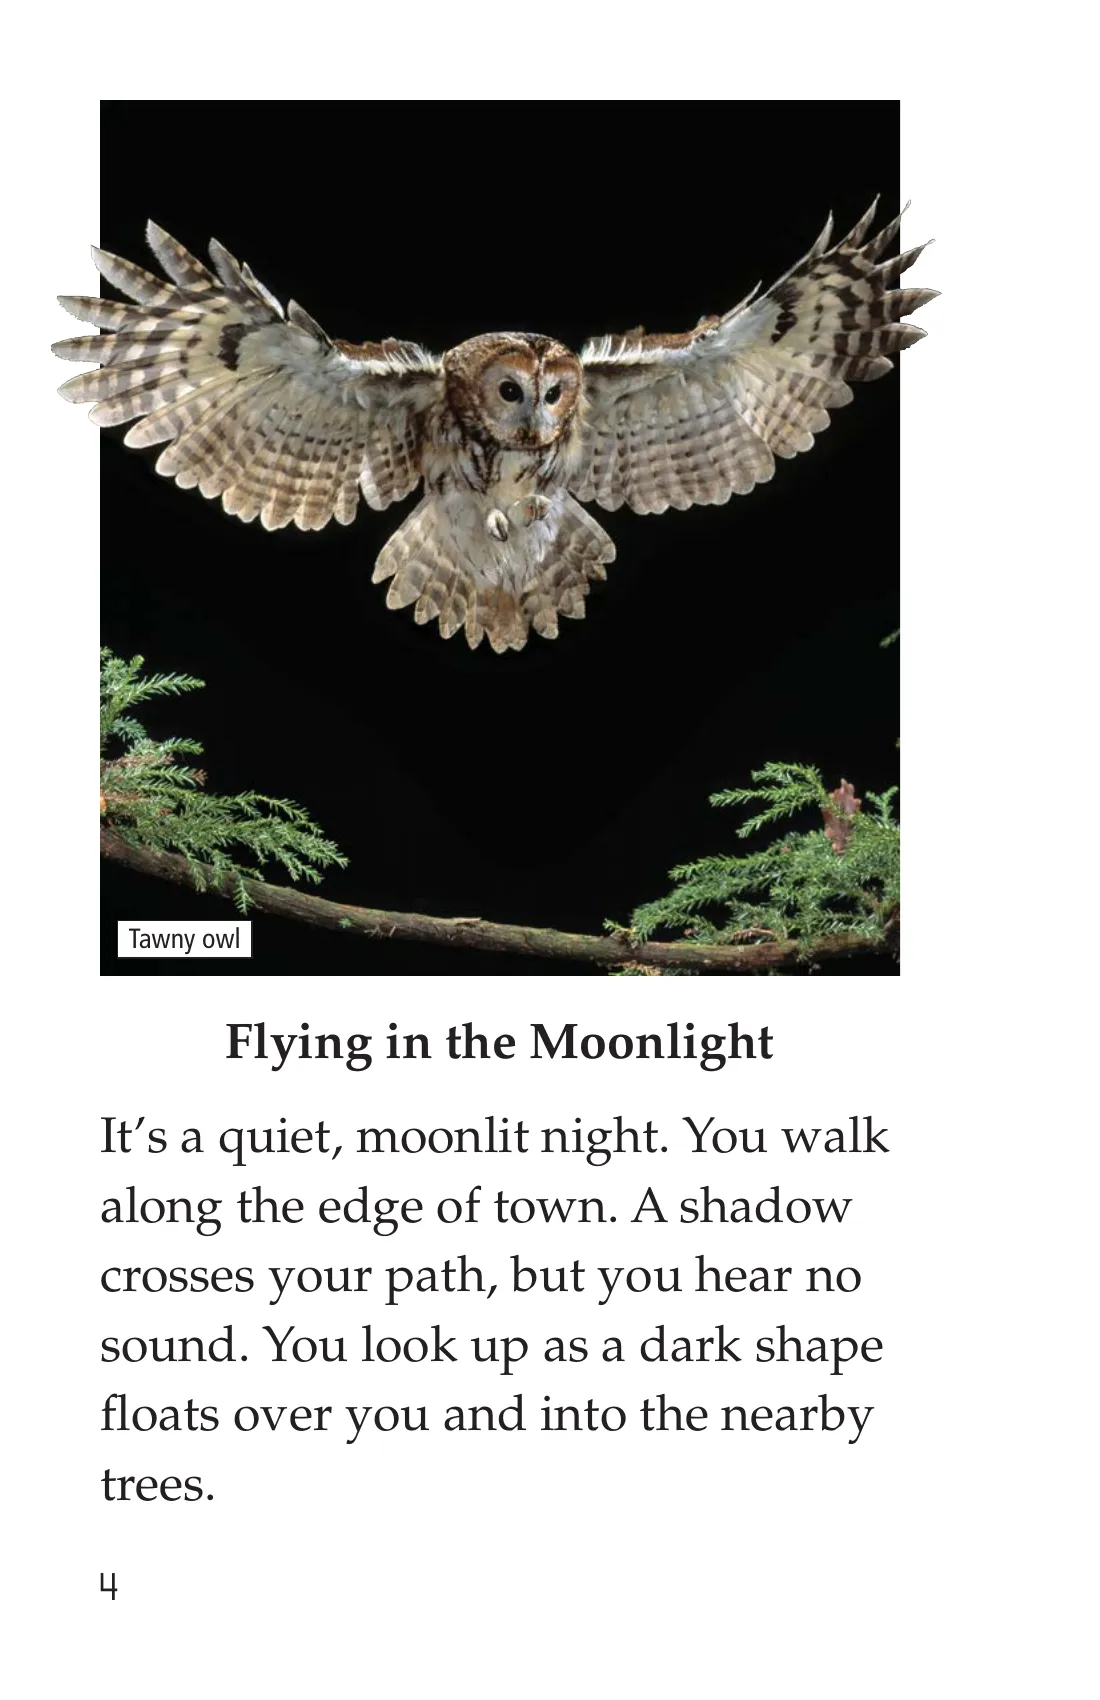 Tawny owl
Flying in the Moonlight
It’s a quiet, moonlit night. You walk
along the edge of town. A shadow
crosses your path, but you hear no
sound. You look up as a dark shape
floats over you and into the nearby
trees.
4